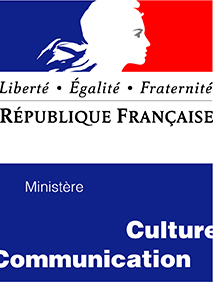 Liberté • Égalité • Fraternité
RÉPUBLIQUE FRANÇAISE
Ministère
Culture
Communication